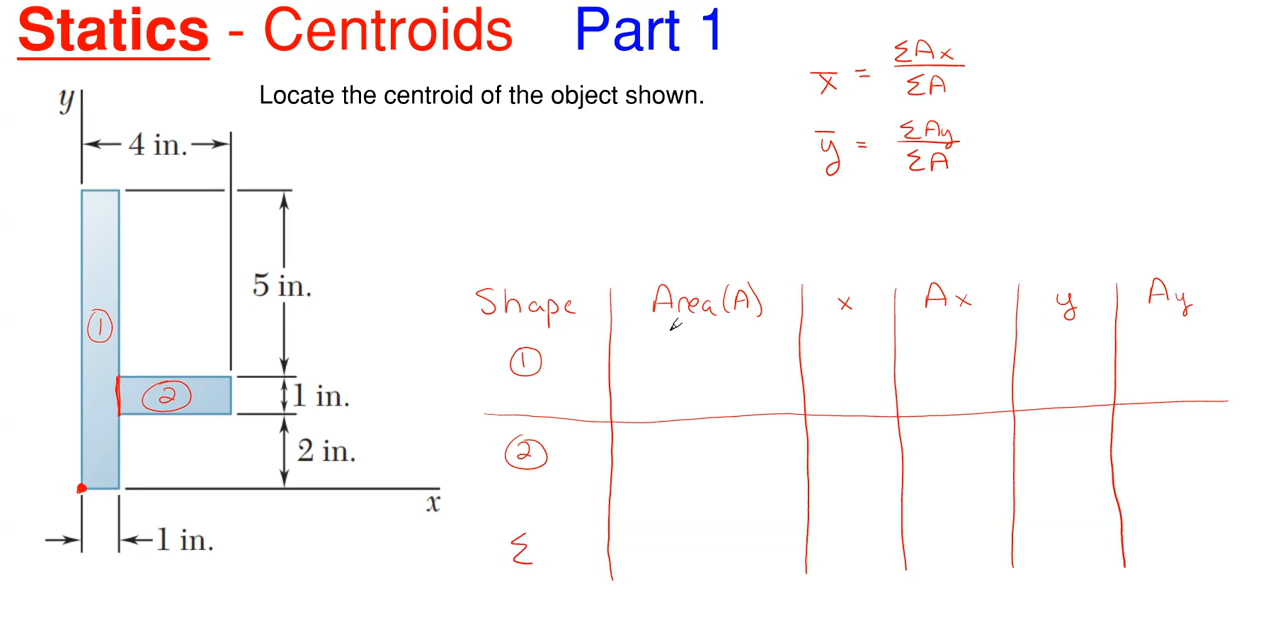 Statics - Centroids Part 1
Locate the centroid of the object shown.
x̄ = ΣAx / ΣA
ȳ = ΣAy / ΣA
y
4 in.
5 in.
1
2
1 in.
2 in.
x
1 in.
Shape Area(A) x Ax y Ay
1
2
Σ